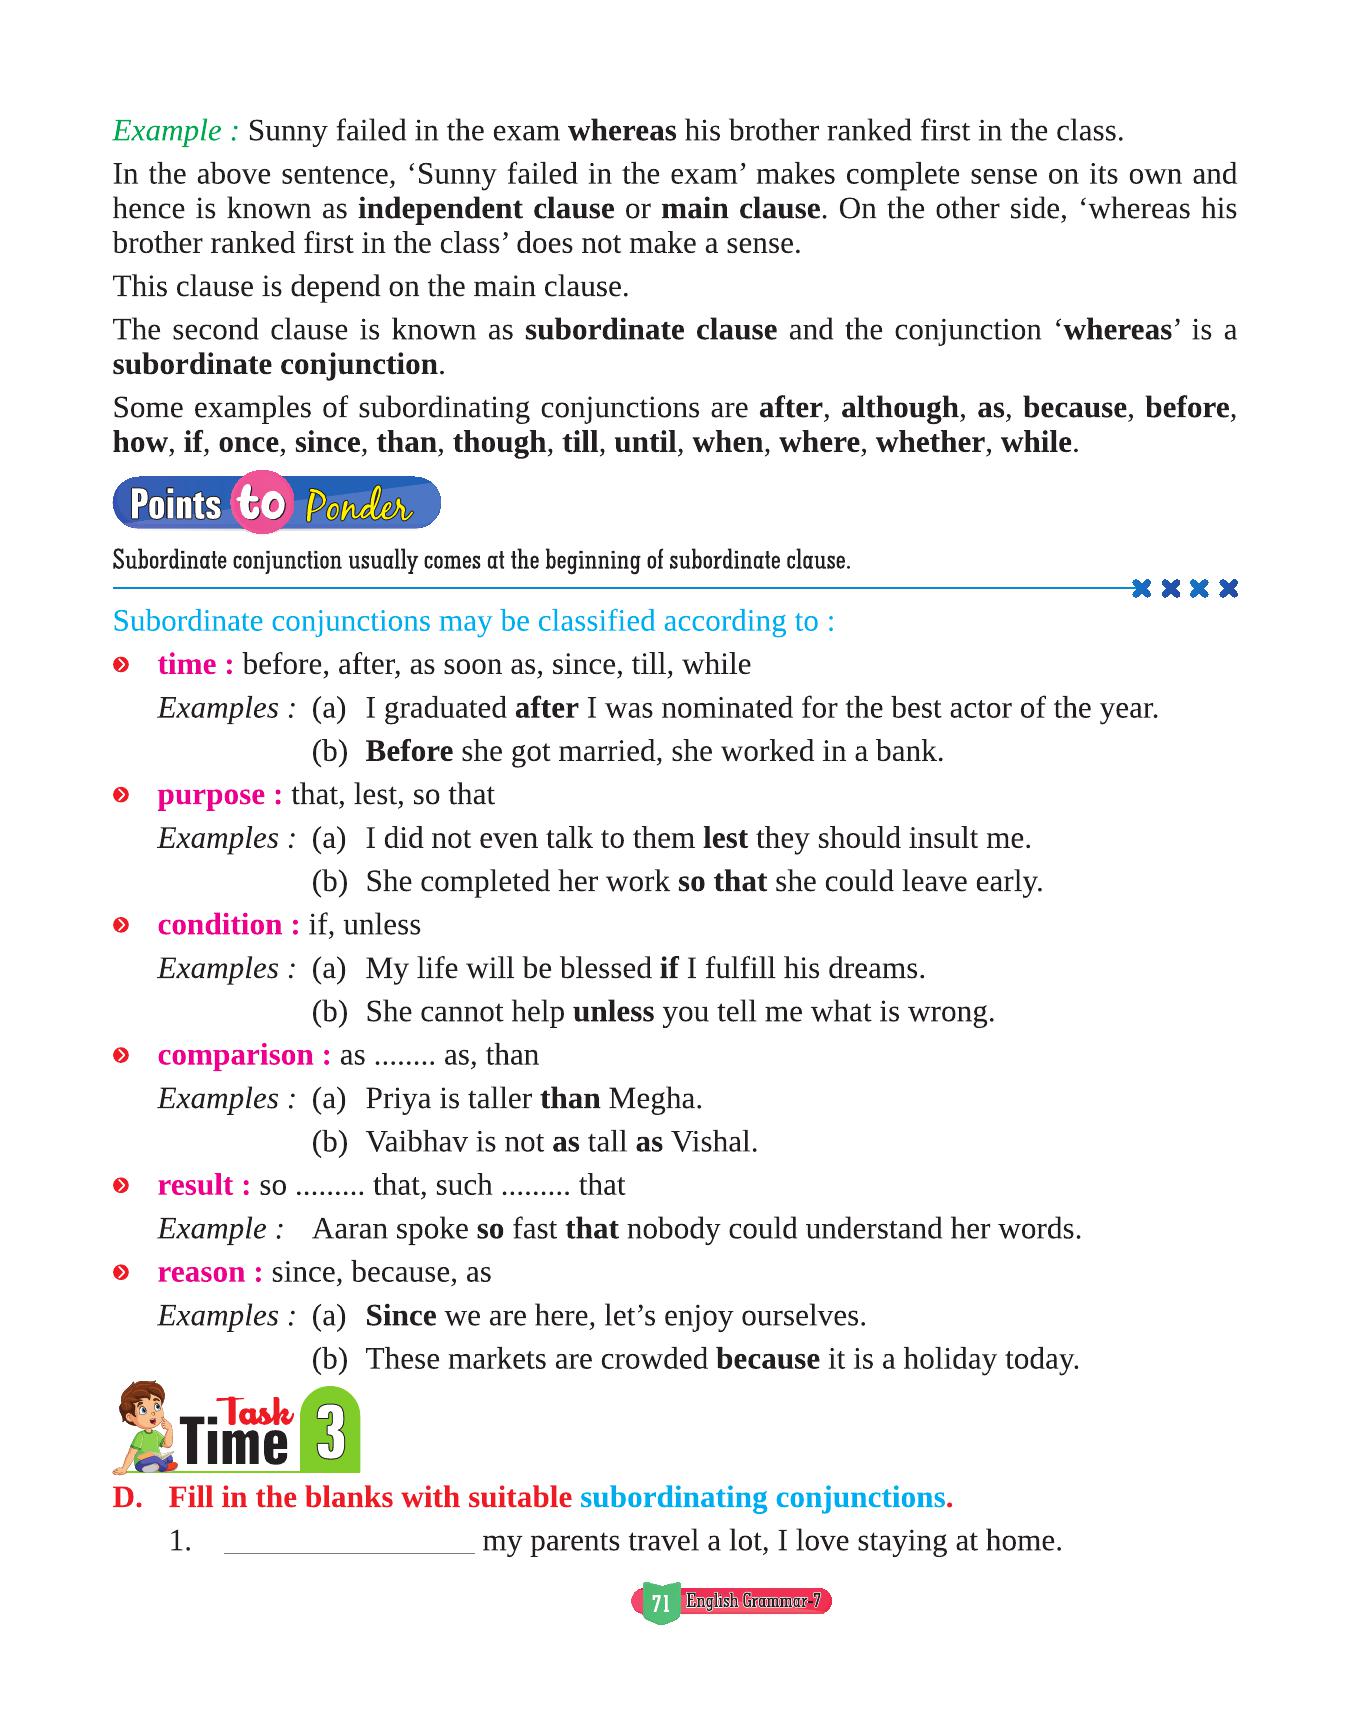 Example : Sunny failed in the exam whereas his brother ranked first in the class.
In the above sentence, ‘Sunny failed in the exam’ makes complete sense on its own and
hence is known as independent clause or main clause. On the other side, ‘whereas his
brother ranked first in the class’ does not make a sense.
This clause is depend on the main clause.
The second clause is known as subordinate clause and the conjunction ‘whereas’ is a
subordinate conjunction.
Some examples of subordinating conjunctions are after, although, as, because, before,
how, if, once, since, than, though, till, until, when, where, whether, while.
Points to Ponder
Subordinate conjunction usually comes at the beginning of subordinate clause.
Subordinate conjunctions may be classified according to :
time : before, after, as soon as, since, till, while
Examples : (a) I graduated after I was nominated for the best actor of the year.
(b) Before she got married, she worked in a bank.
purpose : that, lest, so that
Examples : (a) I did not even talk to them lest they should insult me.
(b) She completed her work so that she could leave early.
condition : if, unless
Examples : (a) My life will be blessed if I fulfill his dreams.
(b) She cannot help unless you tell me what is wrong.
comparison : as ........ as, than
Examples : (a) Priya is taller than Megha.
(b) Vaibhav is not as tall as Vishal.
result : so ......... that, such ......... that
Example : Aaran spoke so fast that nobody could understand her words.
reason : since, because, as
Examples : (a) Since we are here, let’s enjoy ourselves.
(b) These markets are crowded because it is a holiday today.
Task
Time 3
D. Fill in the blanks with suitable subordinating conjunctions.
1. ________________ my parents travel a lot, I love staying at home.
71 English Grammar-7